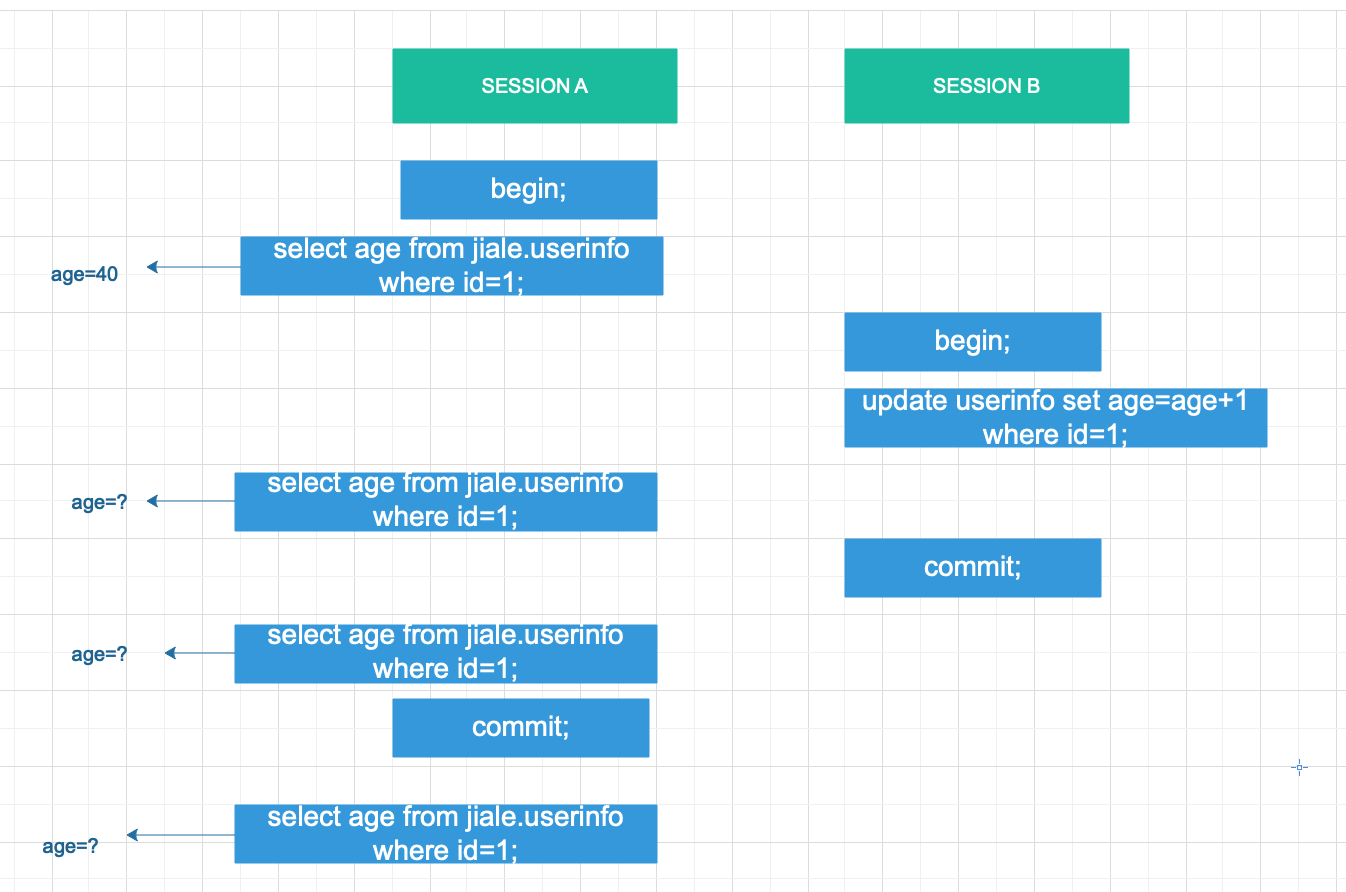 SESSION A
SESSION B
begin;
select age from jiale.userinfo
where id=1;
age=40
begin;
update userinfo set age=age+1
where id=1;
select age from jiale.userinfo
where id=1;
age=?
commit;
select age from jiale.userinfo
where id=1;
age=?
commit;
select age from jiale.userinfo
where id=1;
age=?